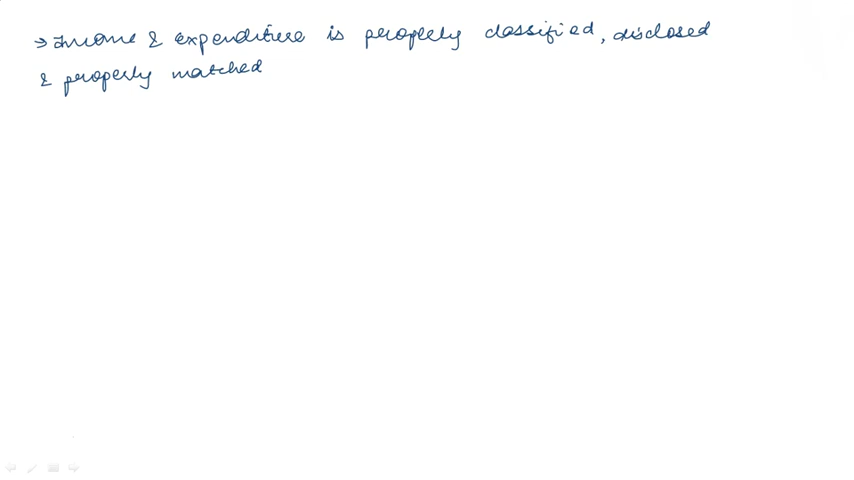 → Income & expenditure is properly classified, disclosed
& properly matched